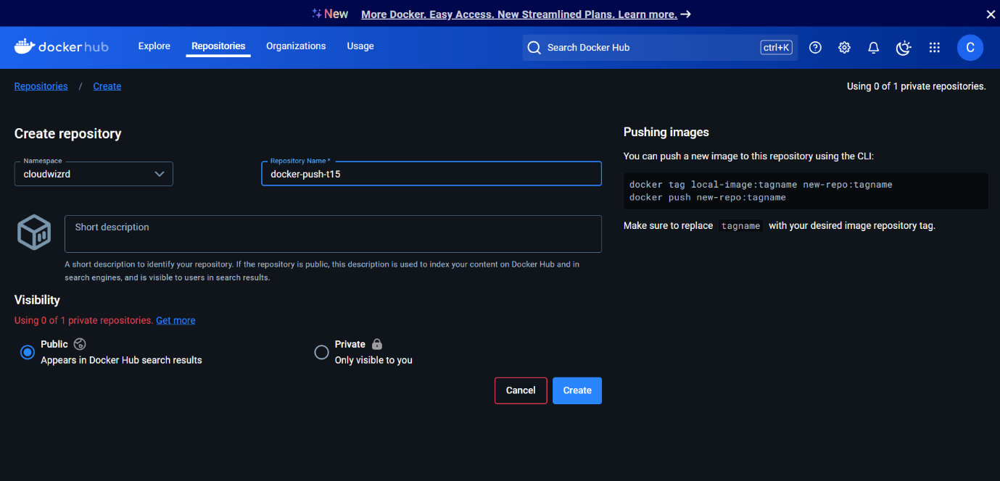 New More Docker. Easy Access. New Streamlined Plans. Learn more.
dockerhub Explore Repositories Organizations Usage Search Docker Hub ctrl+K C
Repositories / Create
Using 0 of 1 private repositories.
Create repository
Namespace
cloudwizrd
Repository Name *
docker-push-t15
Short description
A short description to identify your repository. If the repository is public, this description is used to index your content on Docker Hub and in
search engines, and is visible to users in search results.
Visibility
Using 0 of 1 private repositories. Get more
Public
Appears in Docker Hub search results
Private
Only visible to you
Cancel Create
Pushing images
You can push a new image to this repository using the CLI:
docker tag local-image:tagname new-repo:tagname
docker push new-repo:tagname
Make sure to replace tagname with your desired image repository tag.